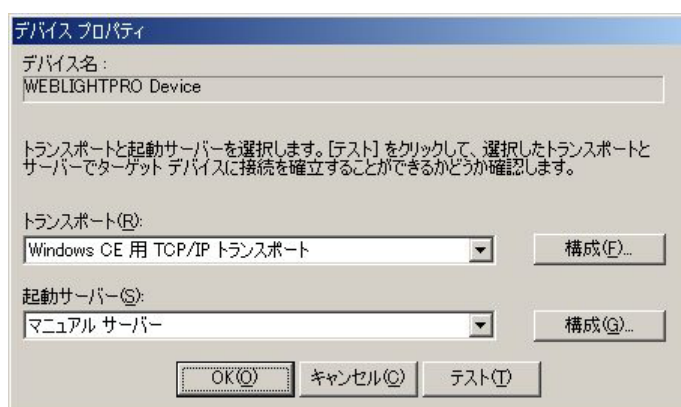 デバイス プロパティ
デバイス名:
WEBLIGHTPRO Device
トランスポートと起動サーバーを選択します。[テスト] をクリックして、選択したトランスポートと
サーバーでターゲット デバイスに接続を確立することができるかどうか確認します。
トランスポート(R):
Windows CE 用 TCP/IP トランスポート
構成(F)...
起動サーバー(S):
マニュアル サーバー
構成(G)...
OK(O)
キャンセル(C)
テスト(T)